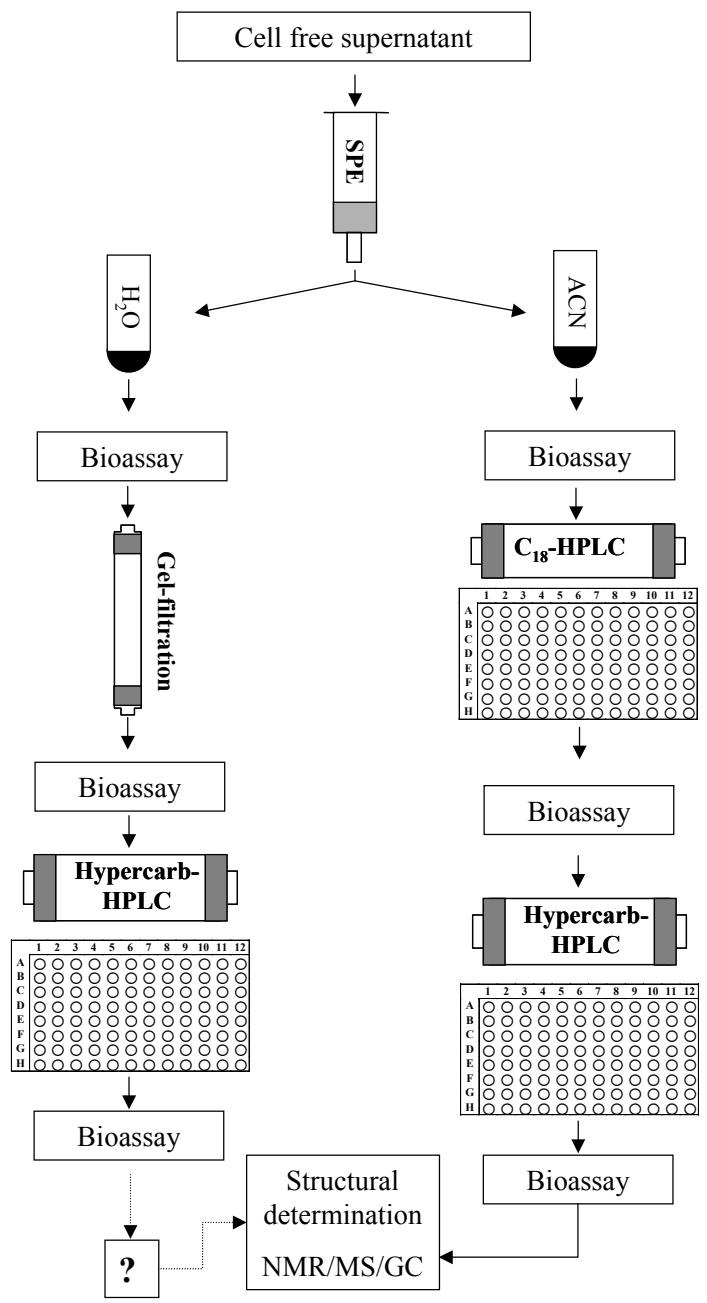 Cell free supernatant
SPE
H₂O
ACN
Bioassay
Bioassay
Gel-filtration
C₁₈-HPLC
1 2 3 4 5 6 7 8 9 10 11 12
A
B
C
D
E
F
G
H
Bioassay
Bioassay
Hypercarb-
HPLC
Hypercarb-
HPLC
1 2 3 4 5 6 7 8 9 10 11 12
A
B
C
D
E
F
G
H
1 2 3 4 5 6 7 8 9 10 11 12
A
B
C
D
E
F
G
H
Bioassay
Bioassay
Structural
determination
NMR/MS/GC
?